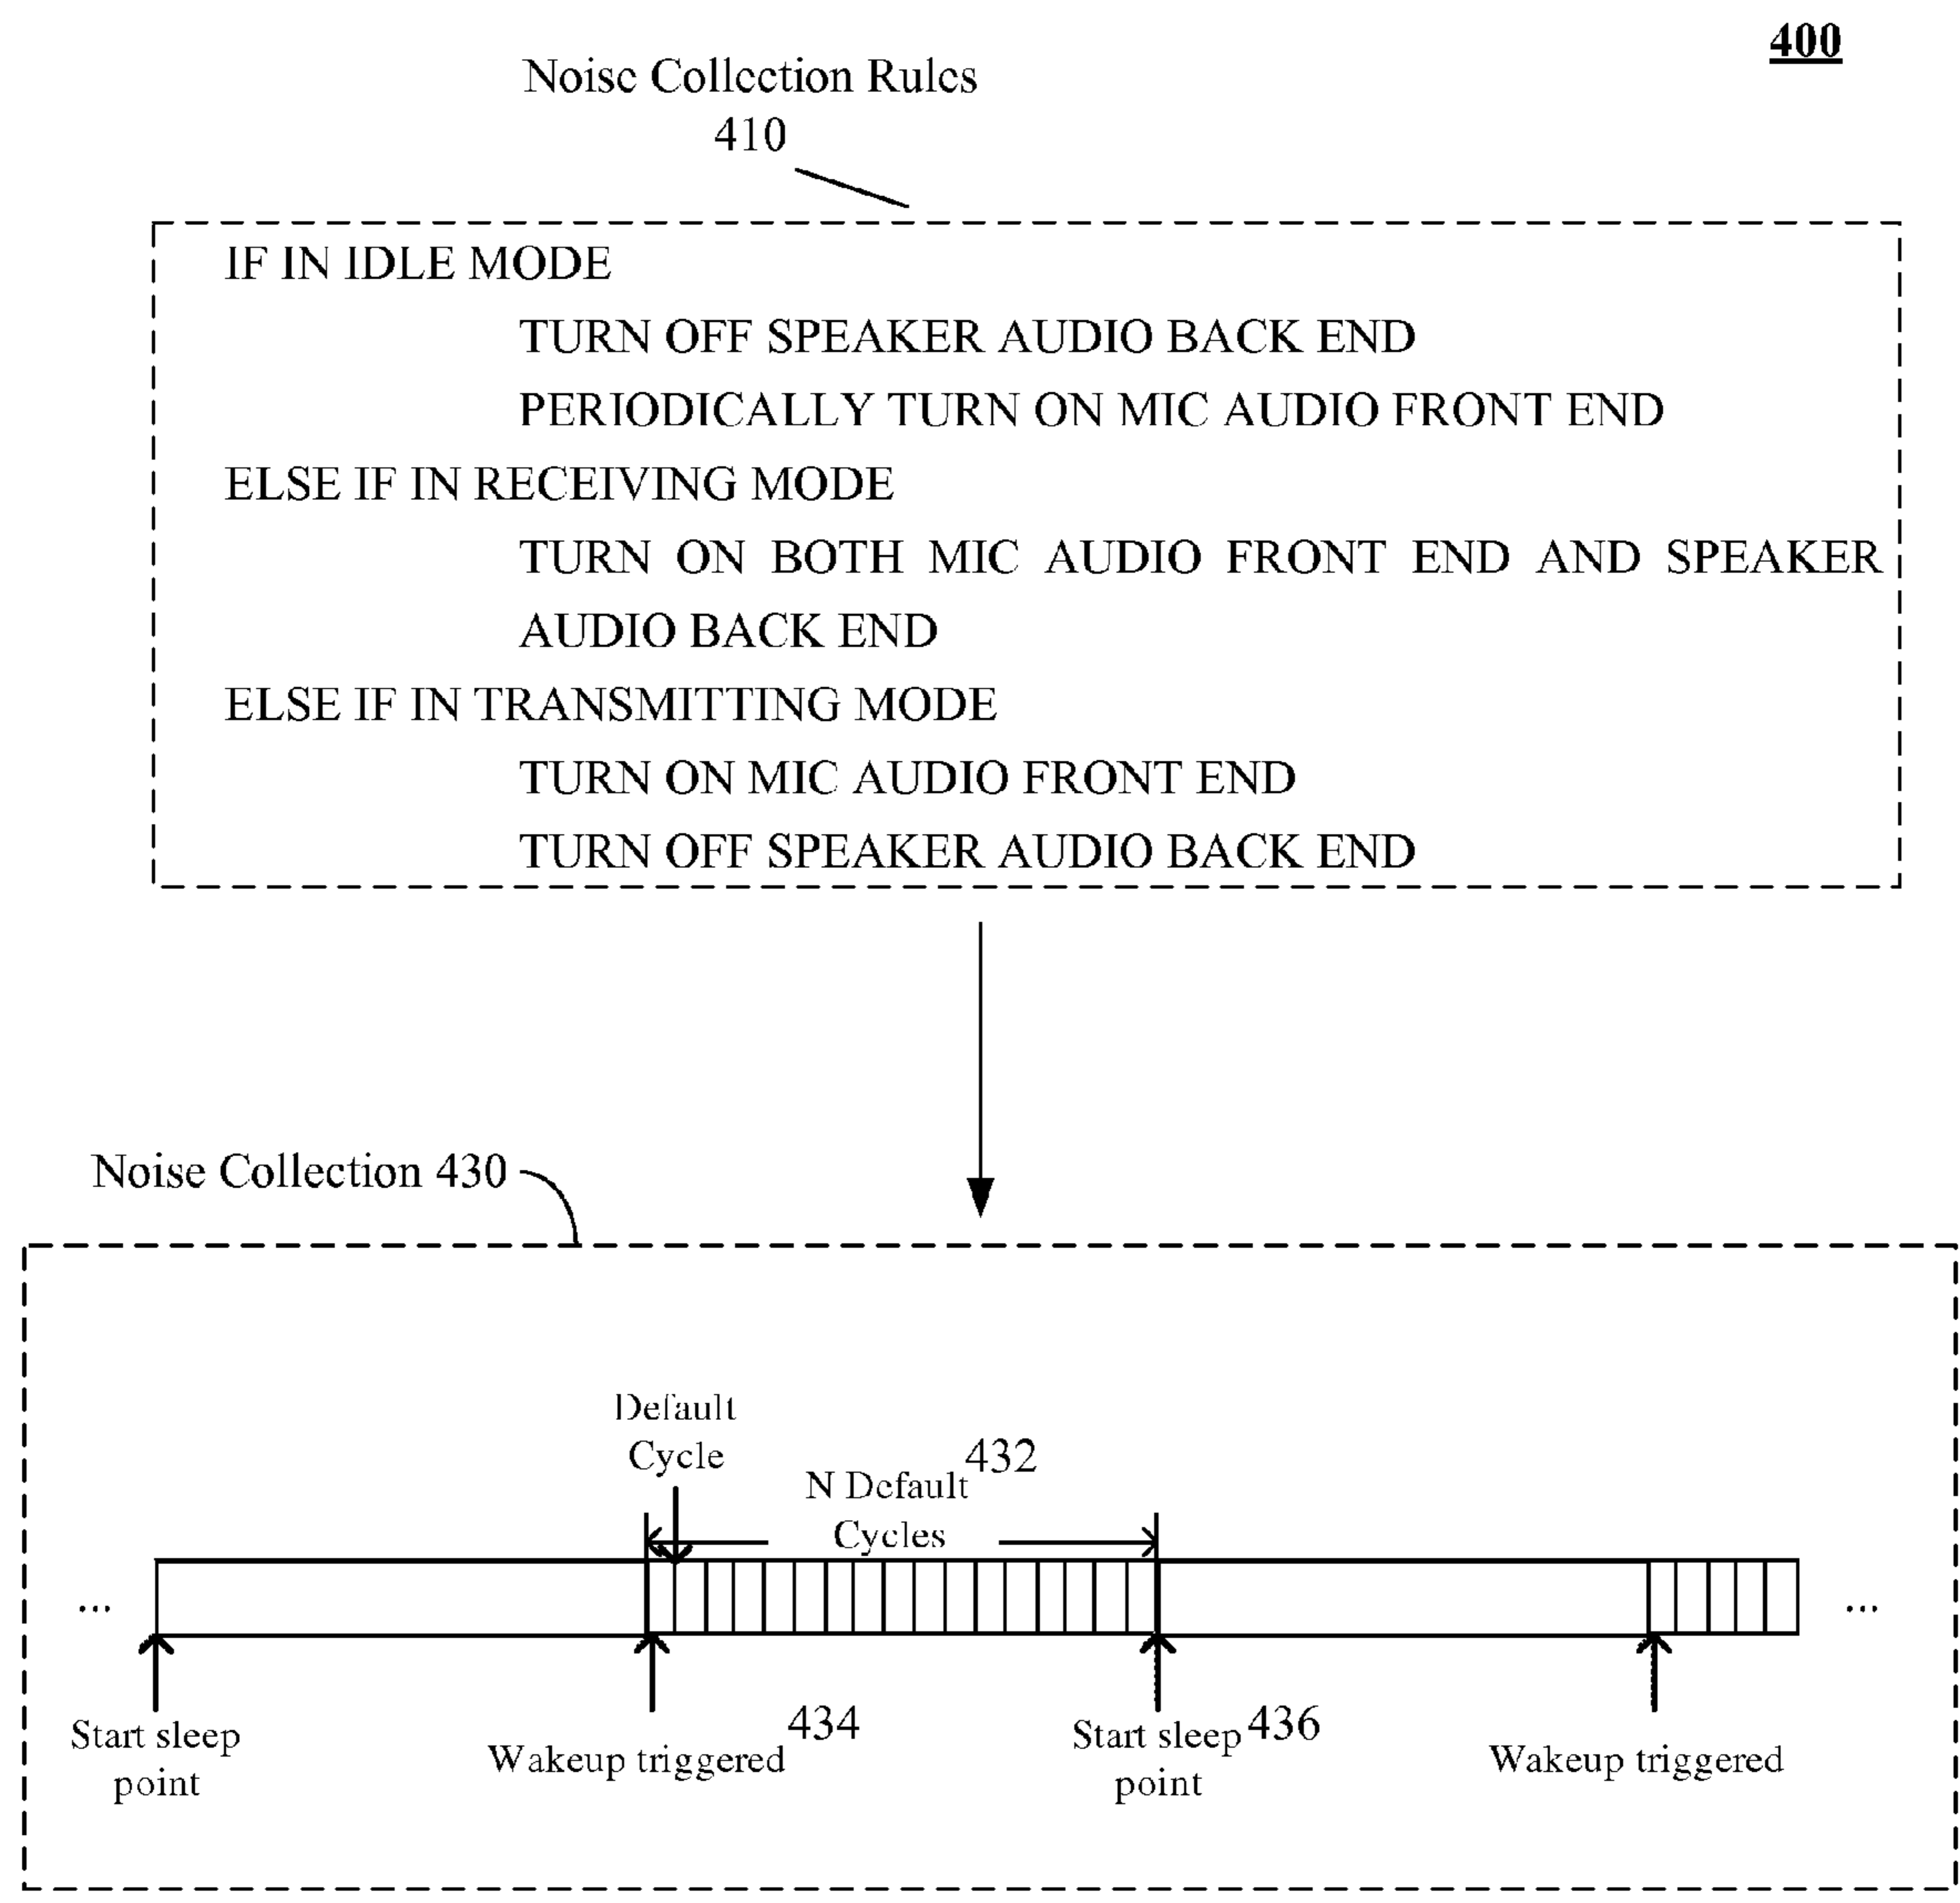 400
Noise Collection Rules
410
IF IN IDLE MODE
TURN OFF SPEAKER AUDIO BACK END
PERIODICALLY TURN ON MIC AUDIO FRONT END
ELSE IF IN RECEIVING MODE
TURN ON BOTH MIC AUDIO FRONT END AND SPEAKER
AUDIO BACK END
ELSE IF IN TRANSMITTING MODE
TURN ON MIC AUDIO FRONT END
TURN OFF SPEAKER AUDIO BACK END
Noise Collection 430
Default
Cycle
N Default 432
Cycles
...
...
Start sleep
point
Wakeup triggered 434
Start sleep 436
point
Wakeup triggered